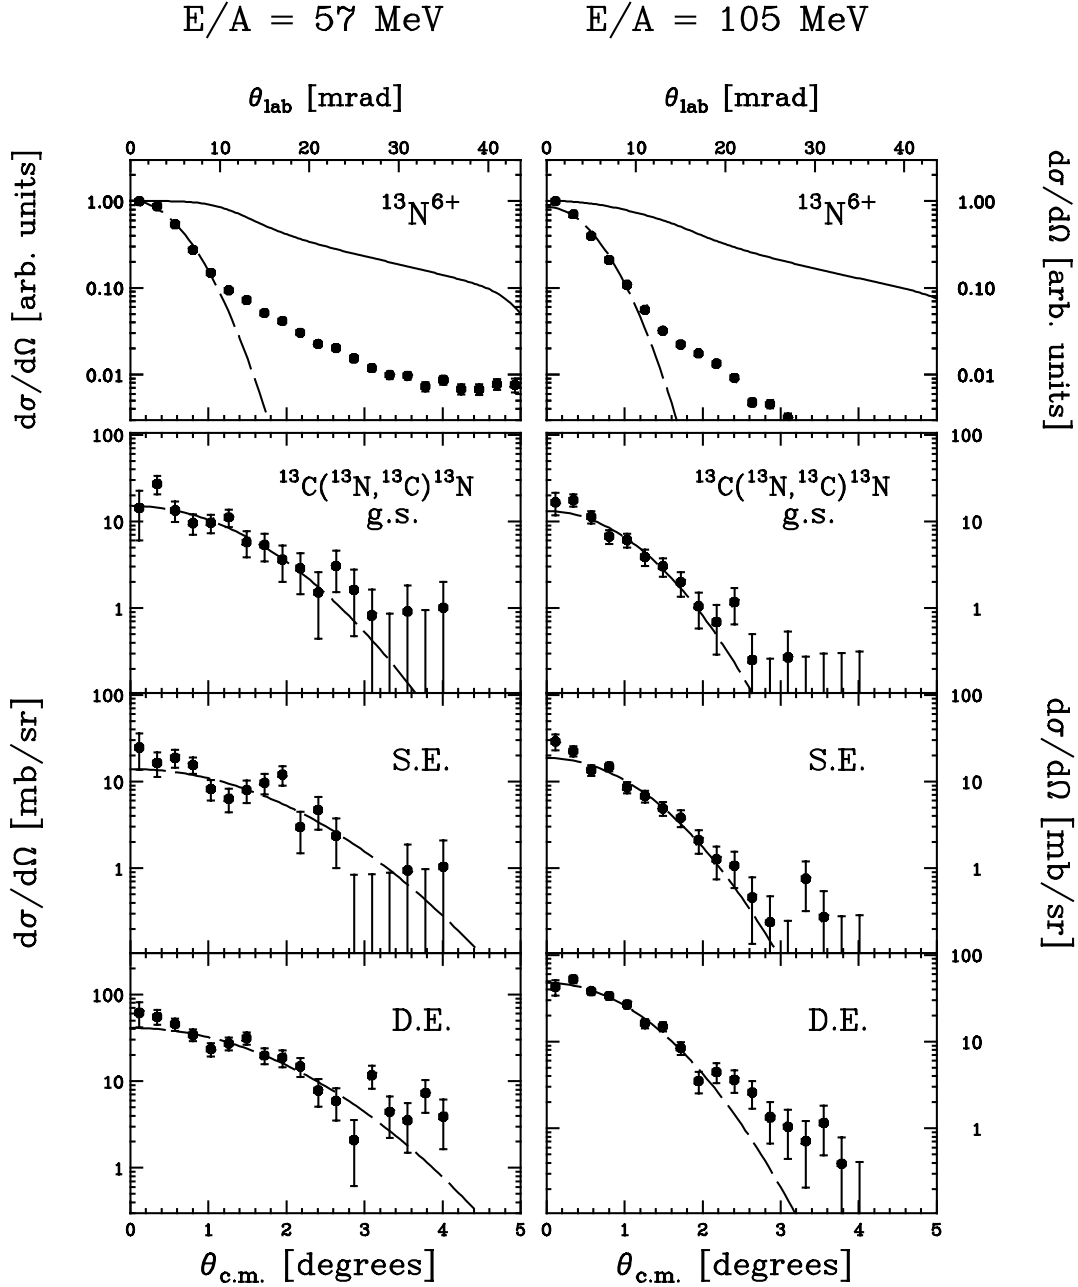 E/A = 57 MeV E/A = 105 MeV
θlab [mrad] θlab [mrad]
0 10 20 30 40 0 10 20 30 40
dσ/dΩ [arb. units]
1.00
0.10
0.01
¹³N⁶⁺
¹³N⁶⁺
1.00
0.10
0.01
dσ/dΩ [arb. units]
100
10
1
¹³C(¹³N,¹³C)¹³N
g.s.
¹³C(¹³N,¹³C)¹³N
g.s.
100
10
1
dσ/dΩ [mb/sr]
100
10
1
S.E.
S.E.
100
10
1
dσ/dΩ [mb/sr]
100
10
1
D.E.
D.E.
100
10
1
0 1 2 3 4 5 0 1 2 3 4 5
θc.m. [degrees] θc.m. [degrees]